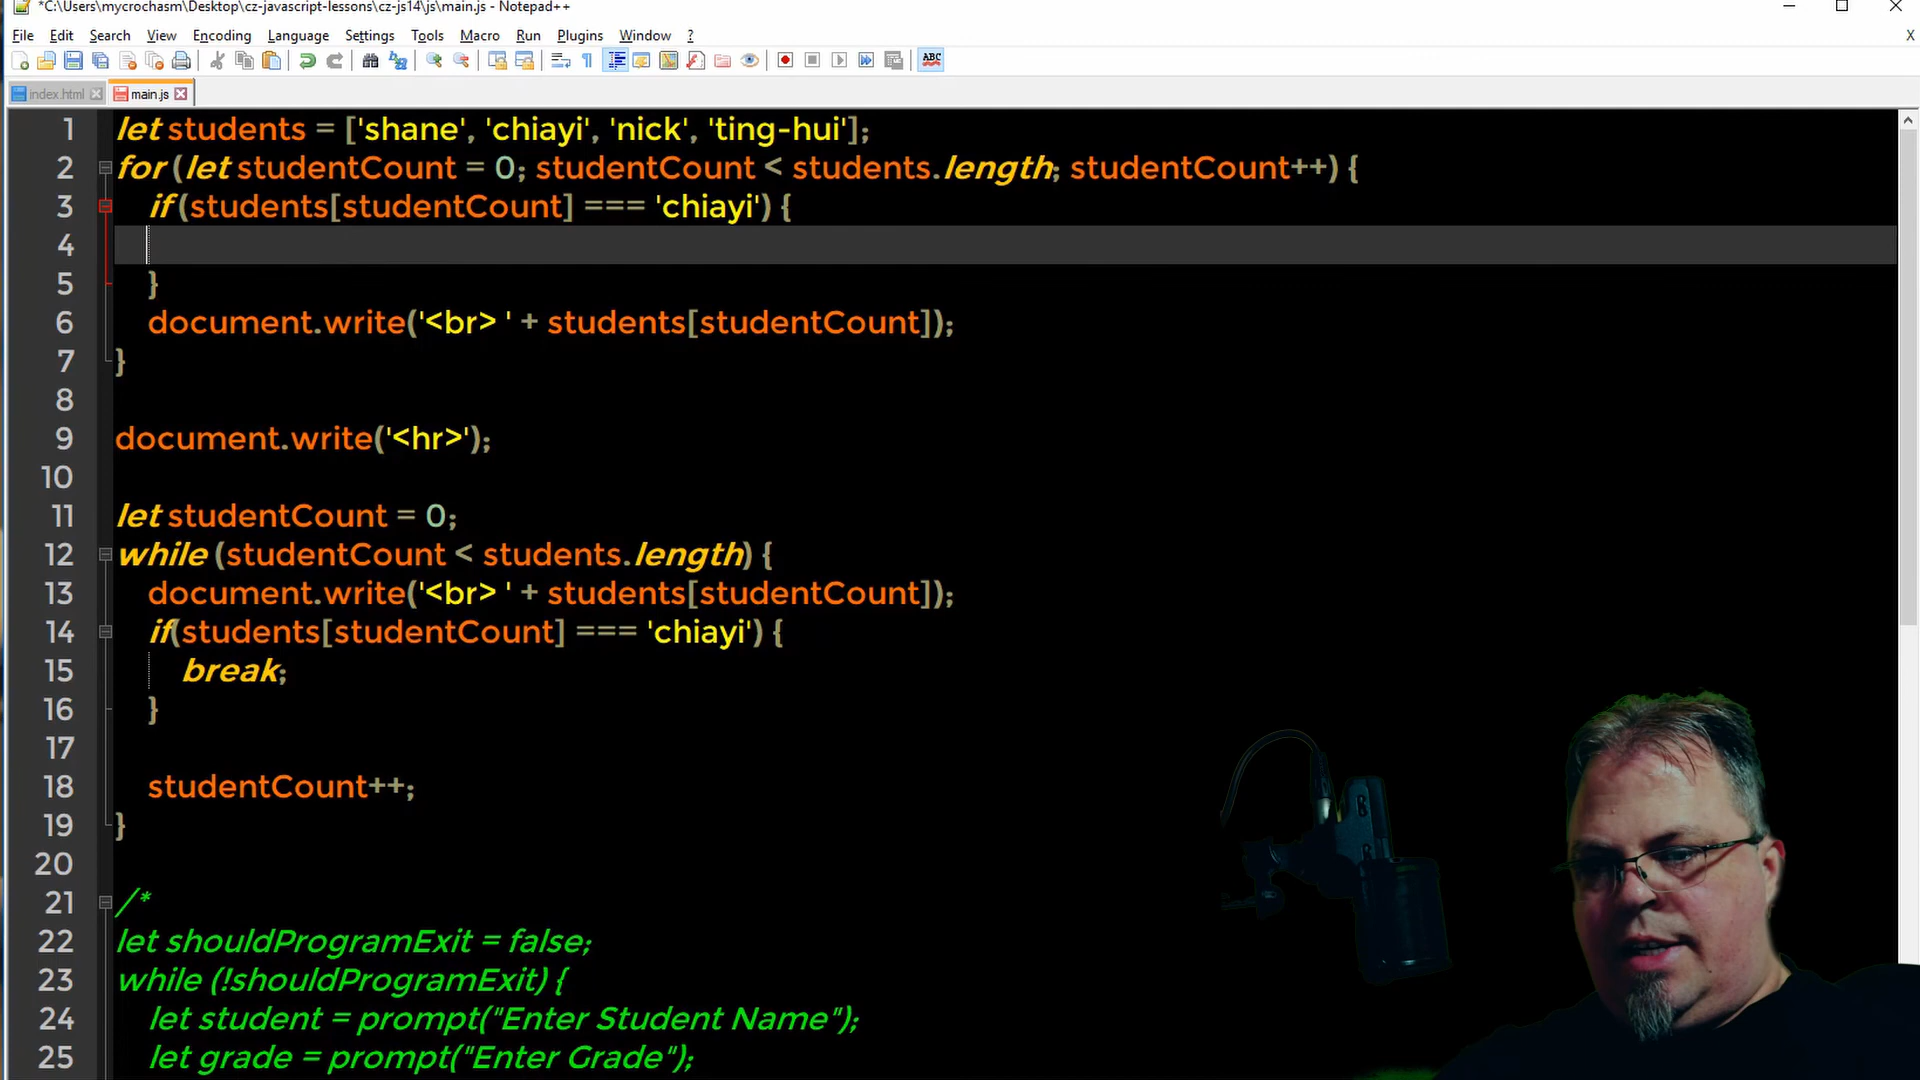 *C:\Users\mycrochasm\Desktop\cz-javascript-lessons\cz-js14\js\main.js - Notepad++
File Edit Search View Encoding Language Settings Tools Macro Run Plugins Window ? X
ABC
index.html main.js
1 let students = ['shane', 'chiayi', 'nick', 'ting-hui'];
2 for (let studentCount = 0; studentCount < students.length; studentCount++) {
3 if (students[studentCount] === 'chiayi') {
4
5 }
6 document.write('<br> ' + students[studentCount]);
7 }
8
9 document.write('<hr>');
10
11 let studentCount = 0;
12 while (studentCount < students.length) {
13 document.write('<br> ' + students[studentCount]);
14 if(students[studentCount] === 'chiayi') {
15 break;
16 }
17
18 studentCount++;
19 }
20
21 /*
22 let shouldProgramExit = false;
23 while (!shouldProgramExit) {
24 let student = prompt("Enter Student Name");
25 let grade = prompt("Enter Grade");